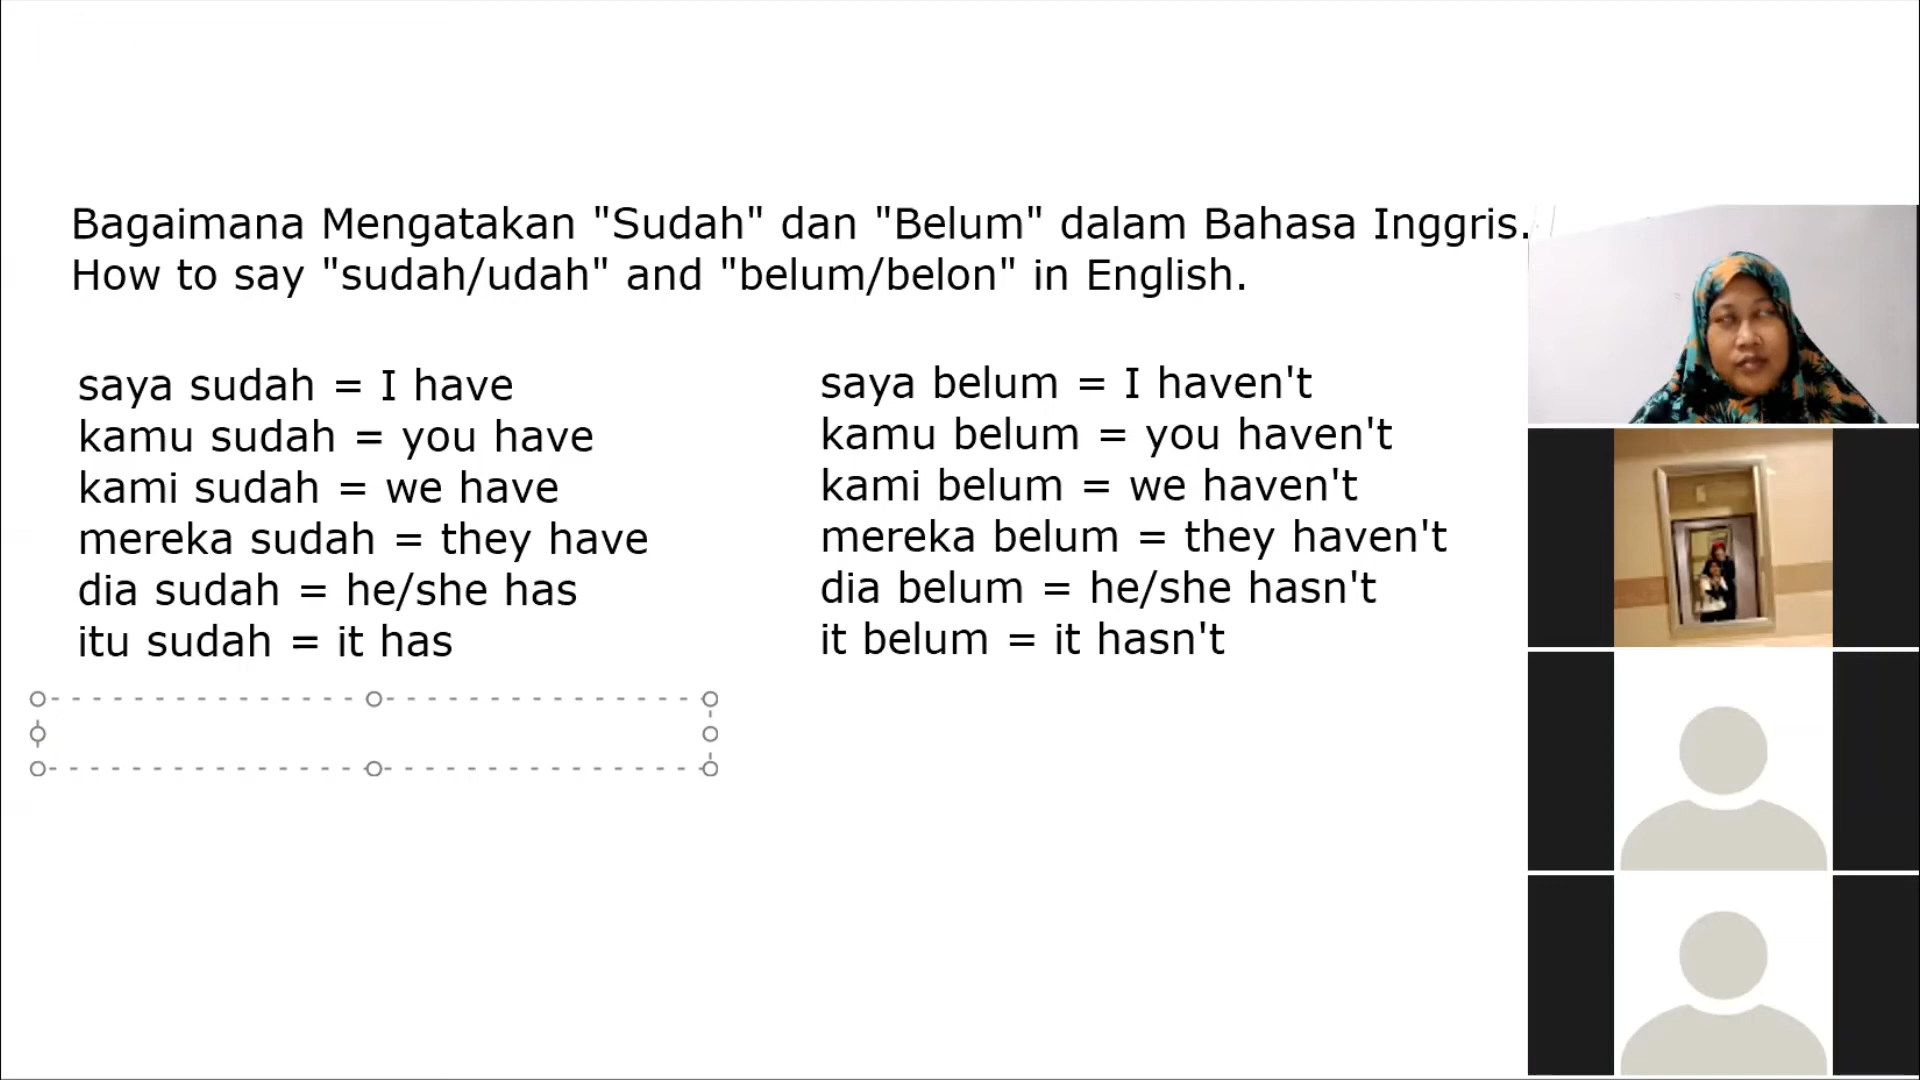 Bagaimana Mengatakan "Sudah" dan "Belum" dalam Bahasa Inggris.
How to say "sudah/udah" and "belum/belon" in English.
saya sudah = I have
kamu sudah = you have
kami sudah = we have
mereka sudah = they have
dia sudah = he/she has
itu sudah = it has
saya belum = I haven't
kamu belum = you haven't
kami belum = we haven't
mereka belum = they haven't
dia belum = he/she hasn't
it belum = it hasn't